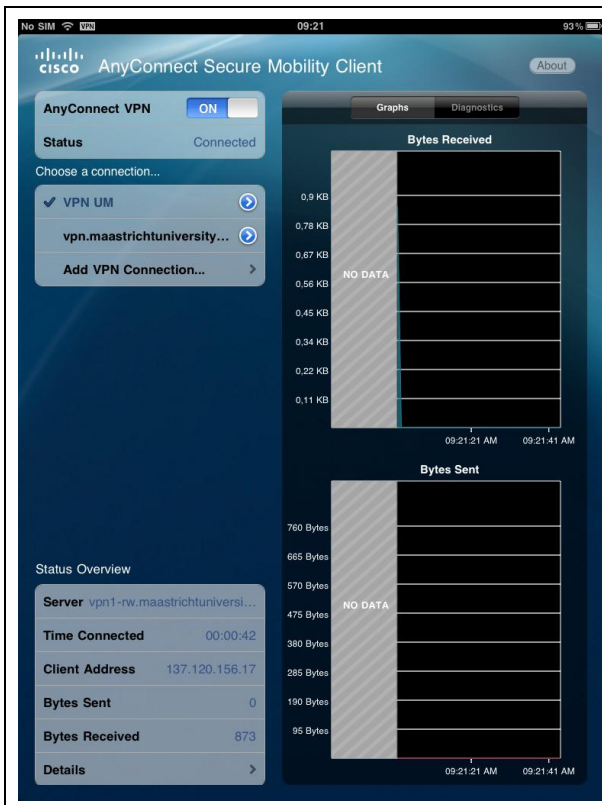 No SIM VPN 09:21 93%
CISCO AnyConnect Secure Mobility Client About
AnyConnect VPN ON
Status Connected
Choose a connection...
VPN UM
vpn.maastrichtuniversity...
Add VPN Connection...
Status Overview
Server vpn1-rw.maastrichtuniversi...
Time Connected 00:00:42
Client Address 137.120.156.17
Bytes Sent 0
Bytes Received 873
Details
Graphs Diagnostics
Bytes Received
0,9 KB
0,78 KB
0,67 KB
NO DATA
0,56 KB
0,45 KB
0,34 KB
0,22 KB
0,11 KB
09:21:21 AM 09:21:41 AM
Bytes Sent
760 Bytes
665 Bytes
570 Bytes
NO DATA
475 Bytes
380 Bytes
285 Bytes
190 Bytes
95 Bytes
09:21:21 AM 09:21:41 AM